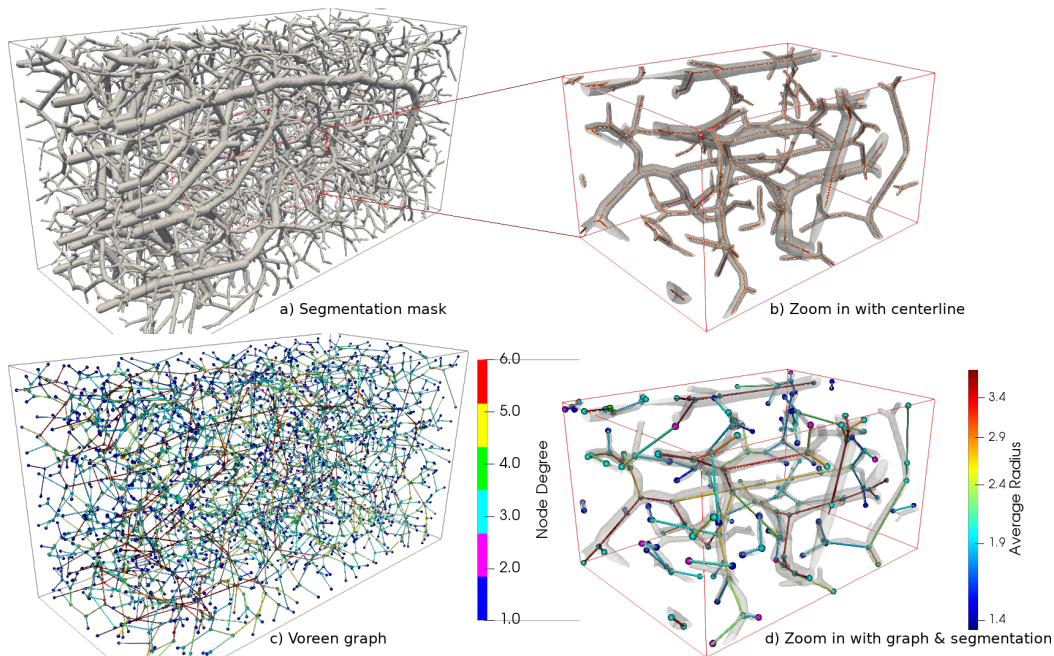 a) Segmentation mask
b) Zoom in with centerline
6.0
5.0
4.0
3.0
2.0
1.0
Node Degree
3.4
2.9
2.4
1.9
1.4
Average Radius
c) Voreen graph
d) Zoom in with graph & segmentation